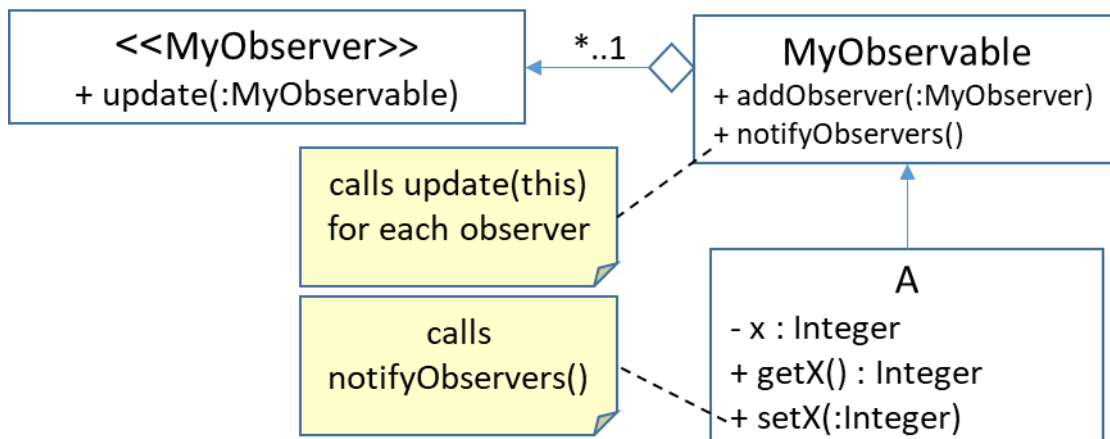 <<MyObserver>>
+ update(:MyObservable)
*..1
MyObservable
+ addObserver(:MyObserver)
+ notifyObservers()
calls update(this)
for each observer
calls
notifyObservers()
A
- x : Integer
+ getX() : Integer
+ setX(:Integer)